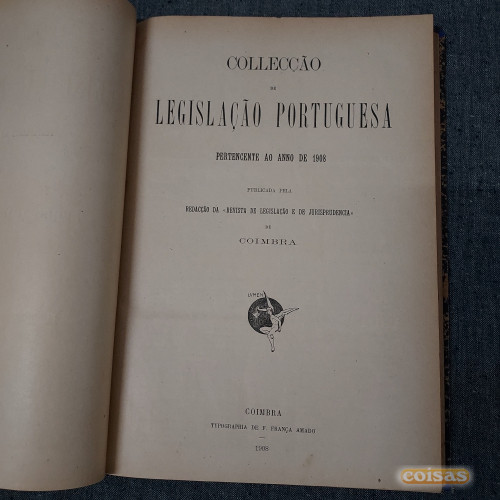 COLLECÇÃO
DE
LEGISLAÇÃO PORTUGUESA
PERTENCENTE AO ANNO DE 1908
PUBLICADA PELA
REDACÇÃO DA «REVISTA DE LEGISLAÇÃO E DE JURISPRUDENCIA»
DE
COIMBRA
COIMBRA
TYPOGRAPHIA DE F. FRANÇA AMADO
1908
coisas